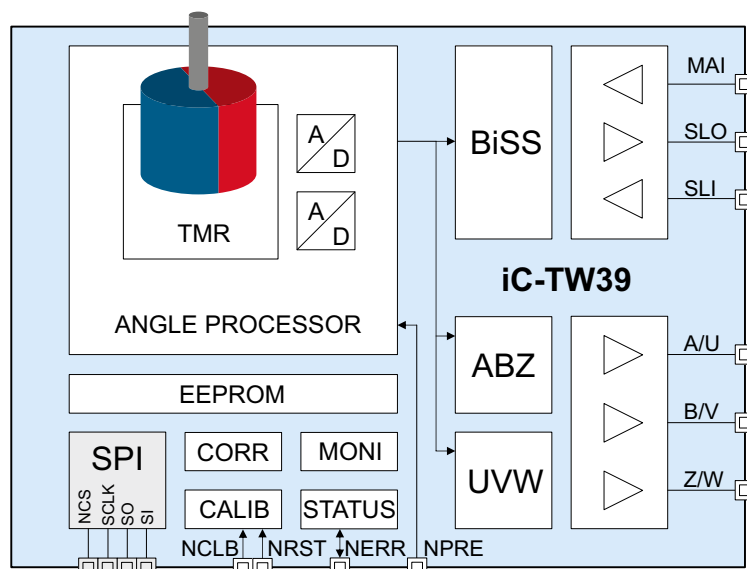 MAI
A
D
BiSS
SLO
A
D
SLI
TMR
iC-TW39
ANGLE PROCESSOR
A/U
ABZ
EEPROM
B/V
SPI
CORR
MONI
UVW
Z/W
NCS
SCLK
SO
SI
CALIB
STATUS
NCLB
NRST
NERR
NPRE